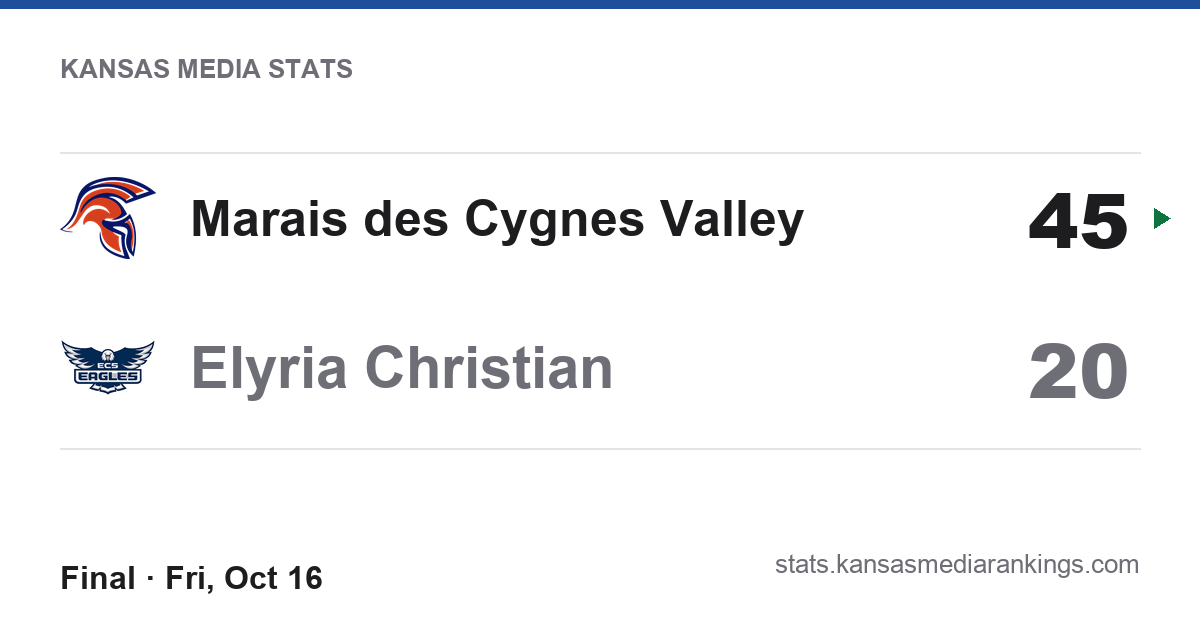 KANSAS MEDIA STATS
Marais des Cygnes Valley 45
ECS
EAGLES
Elyria Christian 20
Final · Fri, Oct 16
stats.kansasmediarankings.com